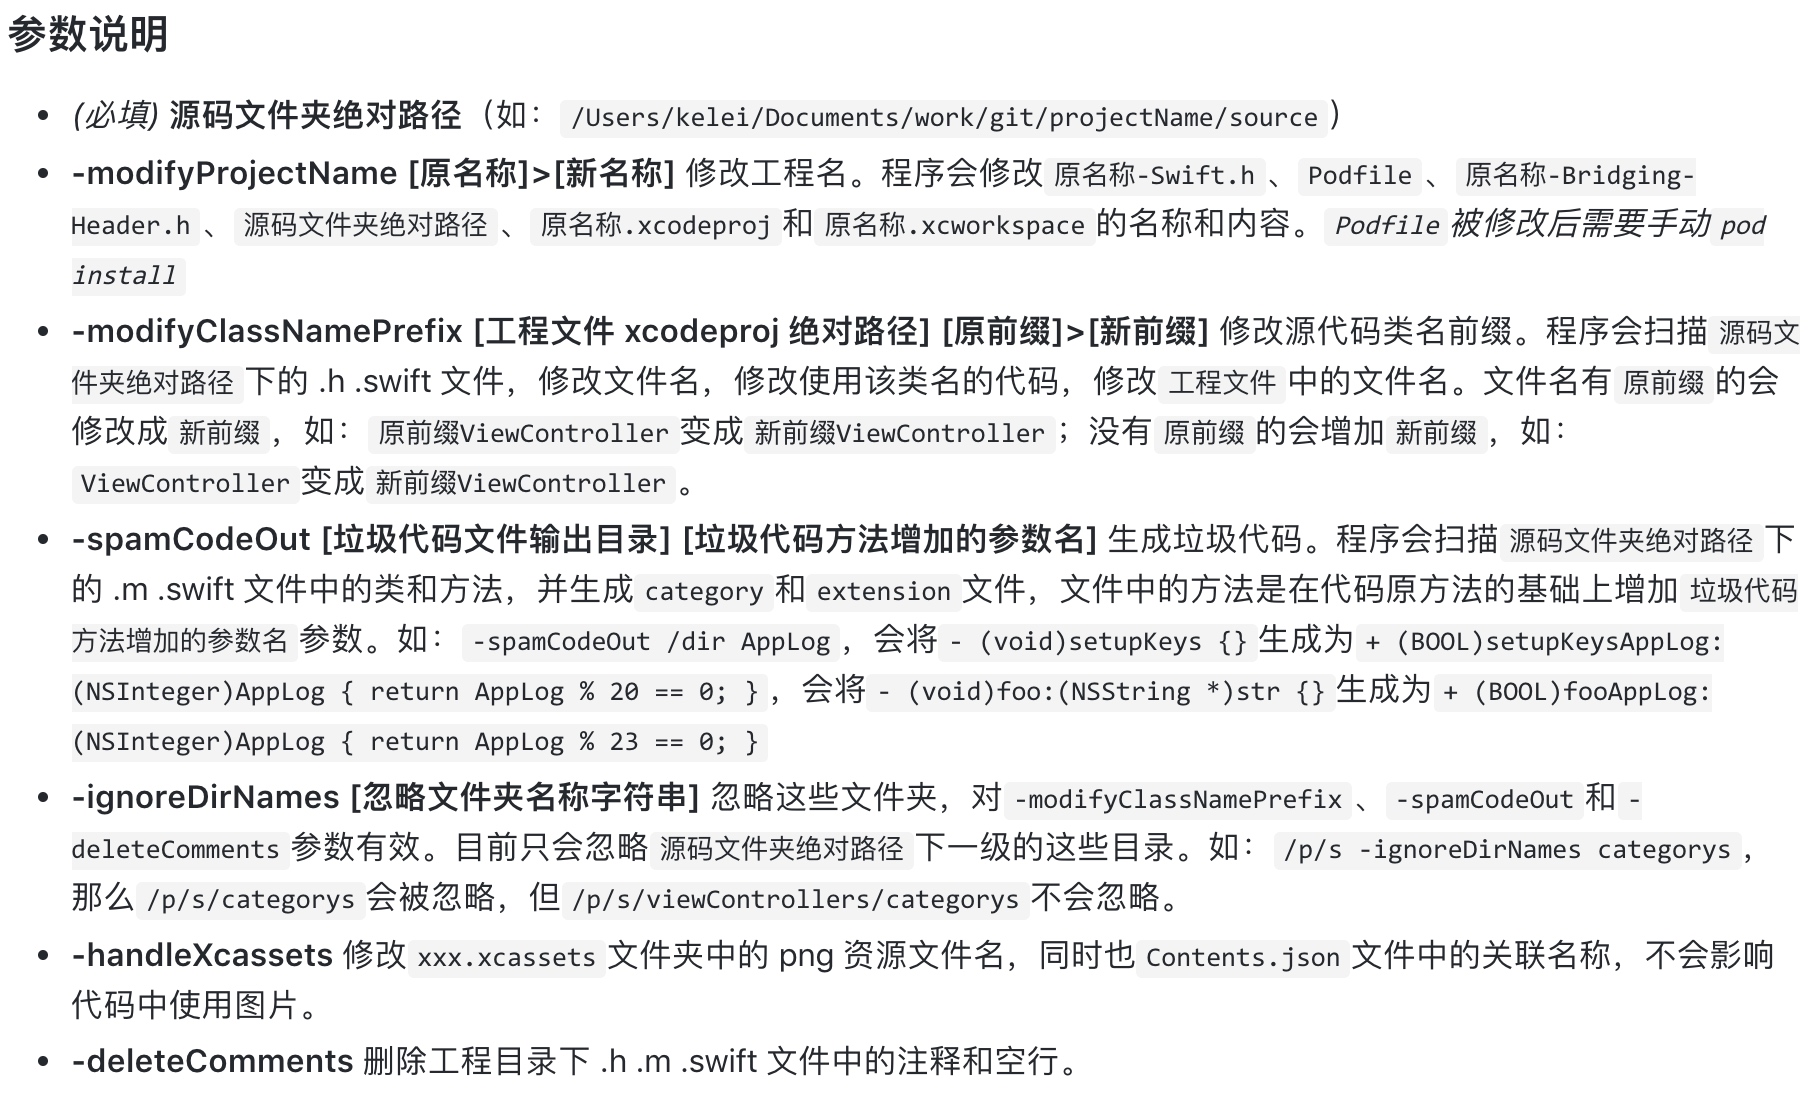 参数说明
(必填) 源码文件夹绝对路径（如： /Users/kelei/Documents/work/git/projectName/source）
-modifyProjectName [原名称]>[新名称] 修改工程名。程序会修改 原名称-Swift.h 、 Podfile 、 原名称-Bridging-
Header.h 、 源码文件夹绝对路径 、 原名称.xcodeproj 和 原名称.xcworkspace 的名称和内容。 Podfile 被修改后需要手动 pod
install
-modifyClassNamePrefix [工程文件 xcodeproj 绝对路径] [原前缀]>[新前缀] 修改源代码类名前缀。程序会扫描 源码文
件夹绝对路径 下的 .h .swift 文件，修改文件名，修改使用该类名的代码，修改 工程文件 中的文件名。文件名有 原前缀 的会
修改成 新前缀 ，如： 原前缀ViewController 变成 新前缀ViewController ；没有 原前缀 的会增加 新前缀 ，如：
ViewController 变成 新前缀ViewController 。
-spamCodeOut [垃圾代码文件输出目录] [垃圾代码方法增加的参数名] 生成垃圾代码。程序会扫描 源码文件夹绝对路径 下
的 .m .swift 文件中的类和方法，并生成 category 和 extension 文件，文件中的方法是在代码原方法的基础上增加 垃圾代码
方法增加的参数名 参数。如： -spamCodeOut /dir AppLog ，会将 - (void)setupKeys {} 生成为 + (BOOL)setupKeysAppLog:
(NSInteger)AppLog { return AppLog % 20 == 0; } ，会将 - (void)foo:(NSString *)str {} 生成为 + (BOOL)fooAppLog:
(NSInteger)AppLog { return AppLog % 23 == 0; }
-ignoreDirNames [忽略文件夹名称字符串] 忽略这些文件夹，对 -modifyClassNamePrefix 、 -spamCodeOut 和 -
deleteComments 参数有效。目前只会忽略 源码文件夹绝对路径 下一级的这些目录。如： /p/s -ignoreDirNames categorys ，
那么 /p/s/categorys 会被忽略，但 /p/s/viewControllers/categorys 不会忽略。
-handleXcassets 修改 xxx.xcassets 文件夹中的 png 资源文件名，同时也 Contents.json 文件中的关联名称，不会影响
代码中使用图片。
-deleteComments 删除工程目录下 .h .m .swift 文件中的注释和空行。